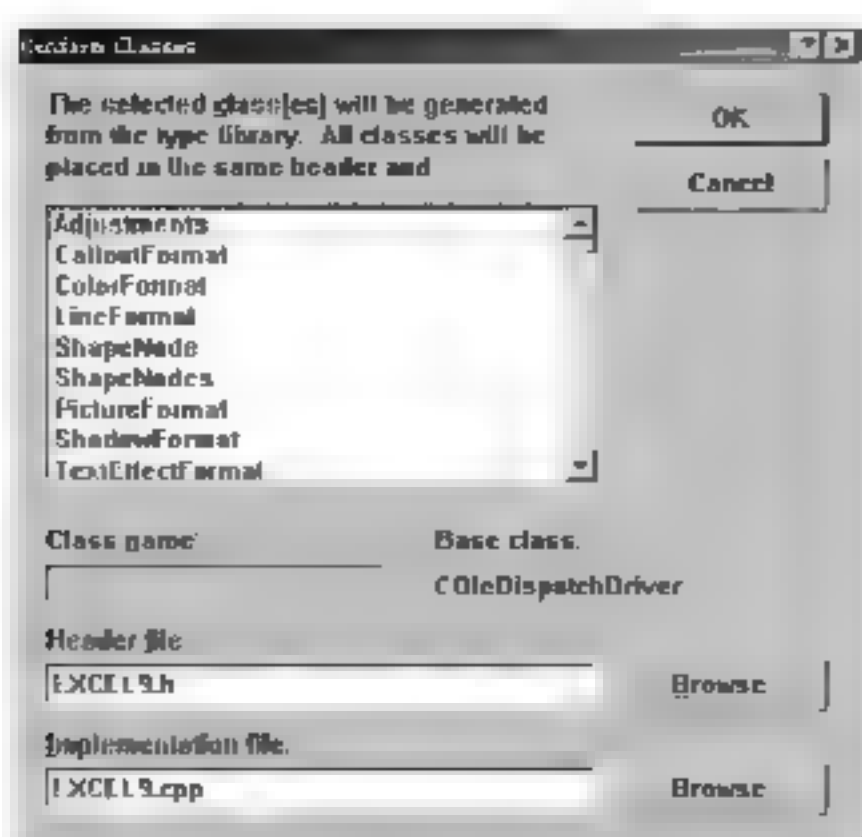 Confirm Classes
The selected class(es) will be generated
from the type library. All classes will be
placed in the same header and
OK
Cancel
Adjustments
CalloutFormat
ColorFormat
LineFormat
ShapeNode
ShapeNodes
PictureFormat
ShadowFormat
TextEffectFormat
Class name:
Base class:
COleDispatchDriver
Header file
EXCEL9.h
Browse
Implementation file:
EXCEL9.cpp
Browse